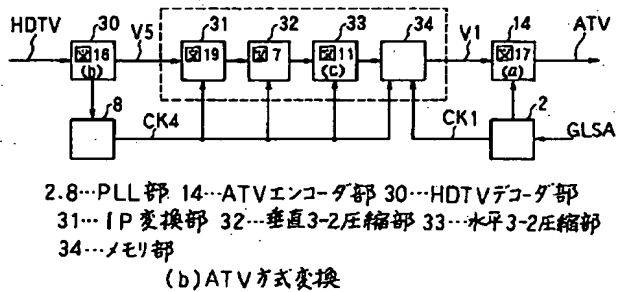 HDTV 30 V5 31 32 33 34 V1 14 ATV
図16 (b) 図19 図7 図11 (C) 図17 (a)
8 CK4 CK1 2 GLSA
2.8…PLL部 14…ATVエンコーダ部 30…HDTVデコーダ部
31…IP変換部 32…垂直3-2圧縮部 33…水平3-2圧縮部
34…メモリ部
(b)ATV方式変換